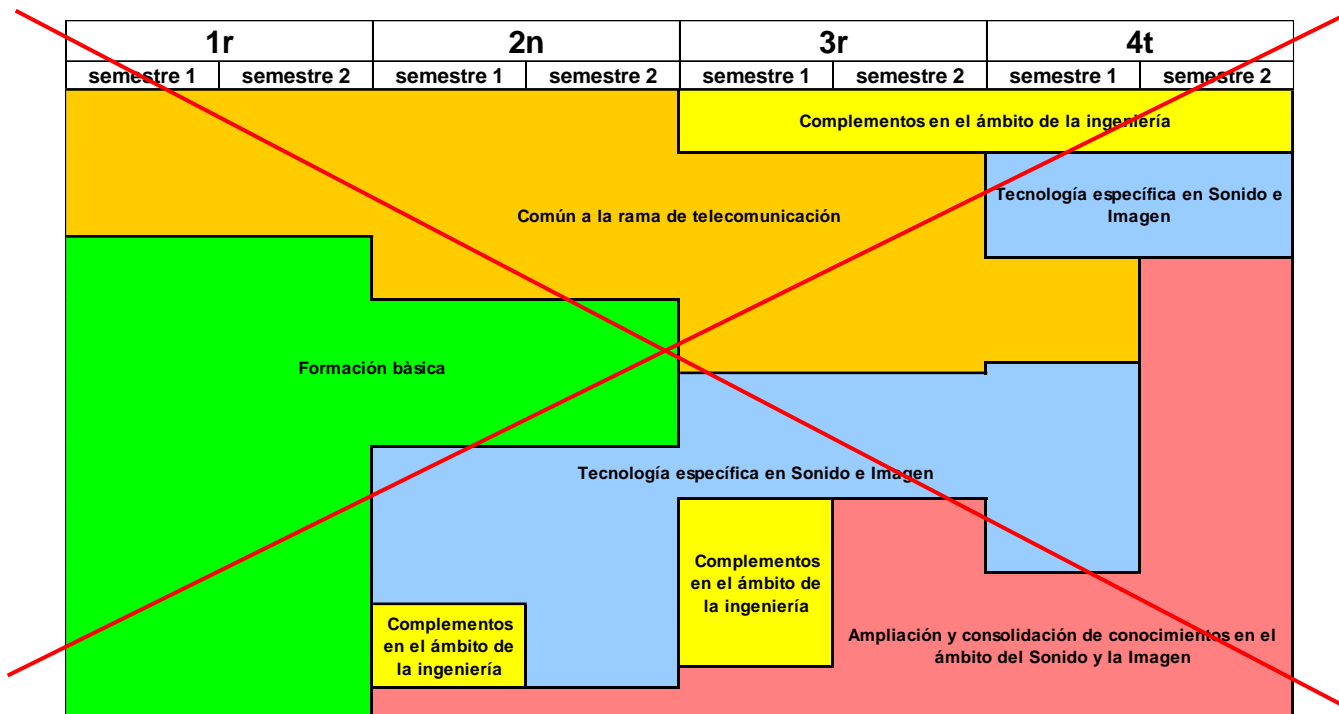 1r 2n 3r 4t
semestre 1 semestre 2 semestre 1 semestre 2 semestre 1 semestre 2 semestre 1 semestre 2
Complementos en el ámbito de la ingeniería
Tecnología específica en Sonido e
Imagen
Común a la rama de telecomunicación
Formación bàsica
Tecnología específica en Sonido e Imagen
Complementos
en el ámbito de
la ingeniería
Complementos
en el ámbito de
la ingeniería
Ampliación y consolidación de conocimientos en el
ámbito del Sonido y la Imagen